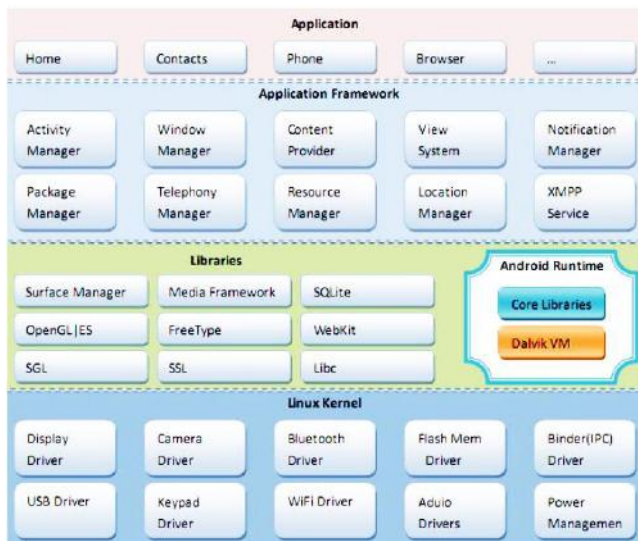 Application
Home
Contacts
Phone
Browser
...
Application Framework
Activity
Manager
Window
Manager
Content
Provider
View
System
Notification
Manager
Package
Manager
Telephony
Manager
Resource
Manager
Location
Manager
XMPP
Service
Libraries
Surface Manager
Media Framework
SQLite
OpenGL|ES
FreeType
WebKit
SGL
SSL
Libc
Android Runtime
Core Libraries
Dalvik VM
Linux Kernel
Display
Driver
Camera
Driver
Bluetooth
Driver
Flash Mem
Driver
Binder(IPC)
Driver
USB Driver
Keypad
Driver
WiFi Driver
Aduio
Drivers
Power
Managemen